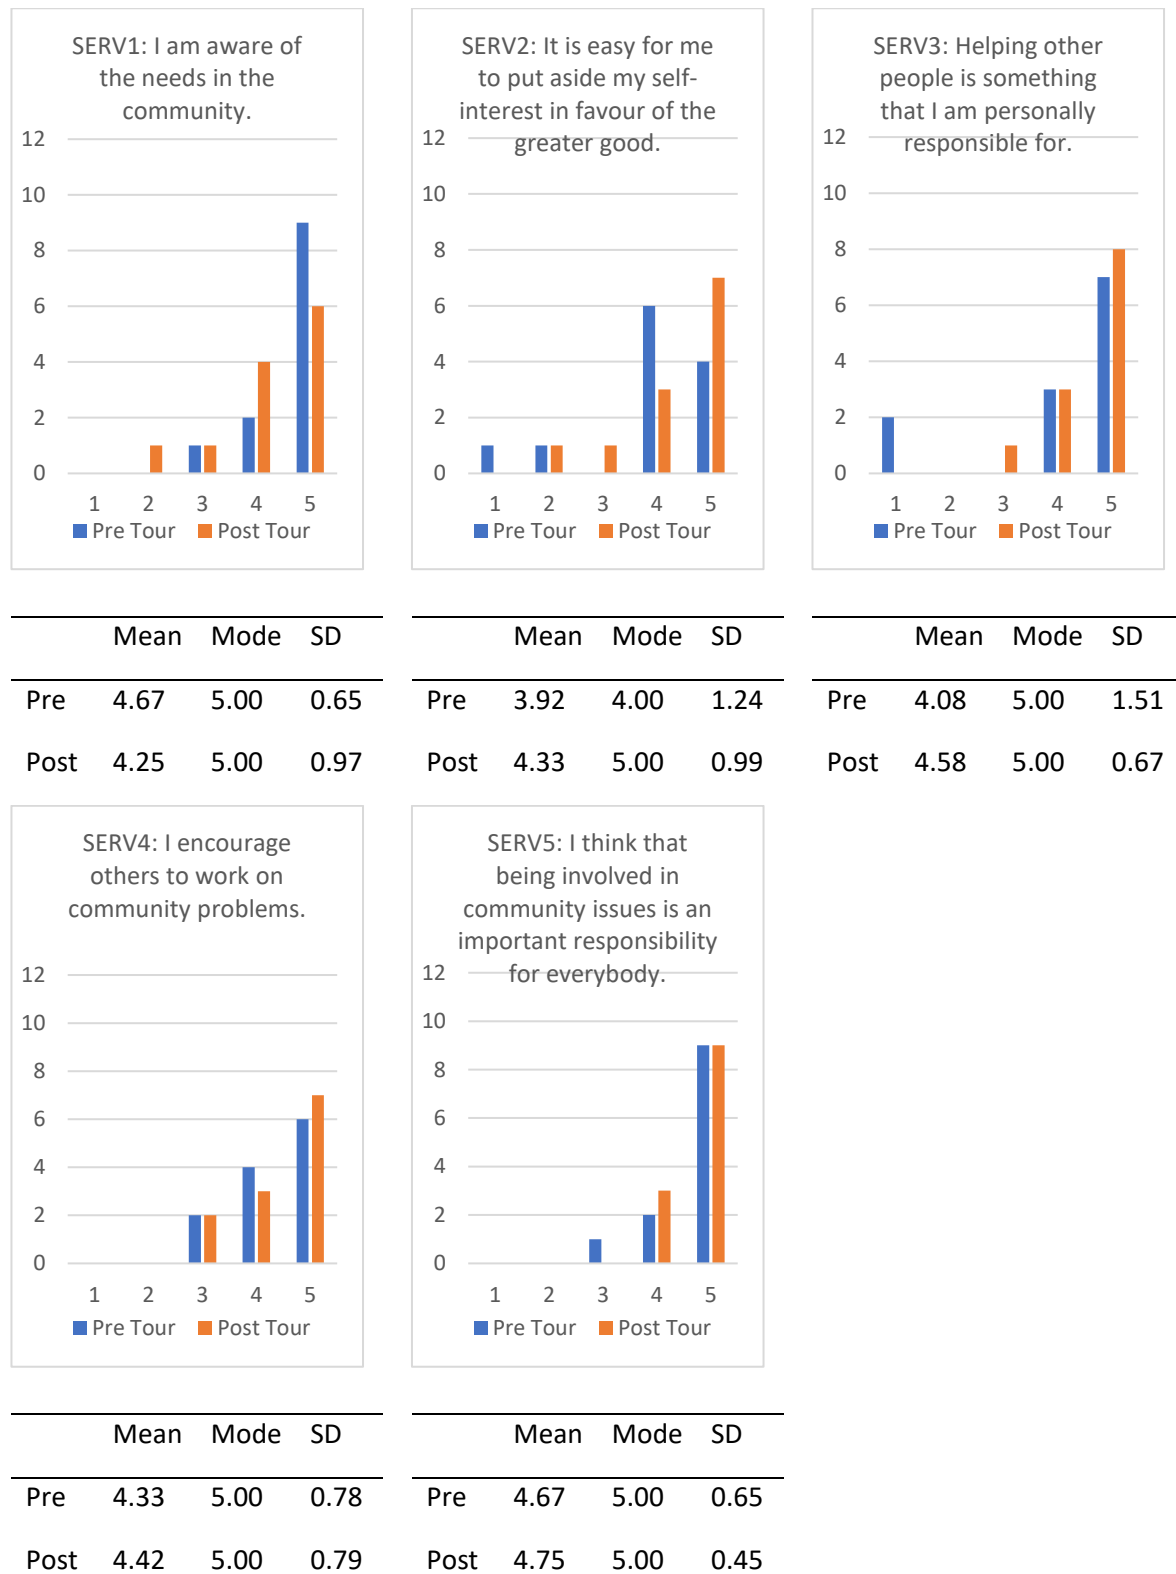 SERV1: I am aware of
the needs in the
community.
12
10
8
6
4
2
0
1 2 3 4 5
Pre Tour Post Tour
SERV2: It is easy for me
to put aside my self-
interest in favour of the
greater good.
12
10
8
6
4
2
0
1 2 3 4 5
Pre Tour Post Tour
SERV3: Helping other
people is something
that I am personally
responsible for.
12
10
8
6
4
2
0
1 2 3 4 5
Pre Tour Post Tour
Mean Mode SD
Pre 4.67 5.00 0.65
Post 4.25 5.00 0.97
Mean Mode SD
Pre 3.92 4.00 1.24
Post 4.33 5.00 0.99
Mean Mode SD
Pre 4.08 5.00 1.51
Post 4.58 5.00 0.67
SERV4: I encourage
others to work on
community problems.
12
10
8
6
4
2
0
1 2 3 4 5
Pre Tour Post Tour
SERV5: I think that
being involved in
community issues is an
important responsibility
for everybody.
12
10
8
6
4
2
0
1 2 3 4 5
Pre Tour Post Tour
Mean Mode SD
Pre 4.33 5.00 0.78
Post 4.42 5.00 0.79
Mean Mode SD
Pre 4.67 5.00 0.65
Post 4.75 5.00 0.45